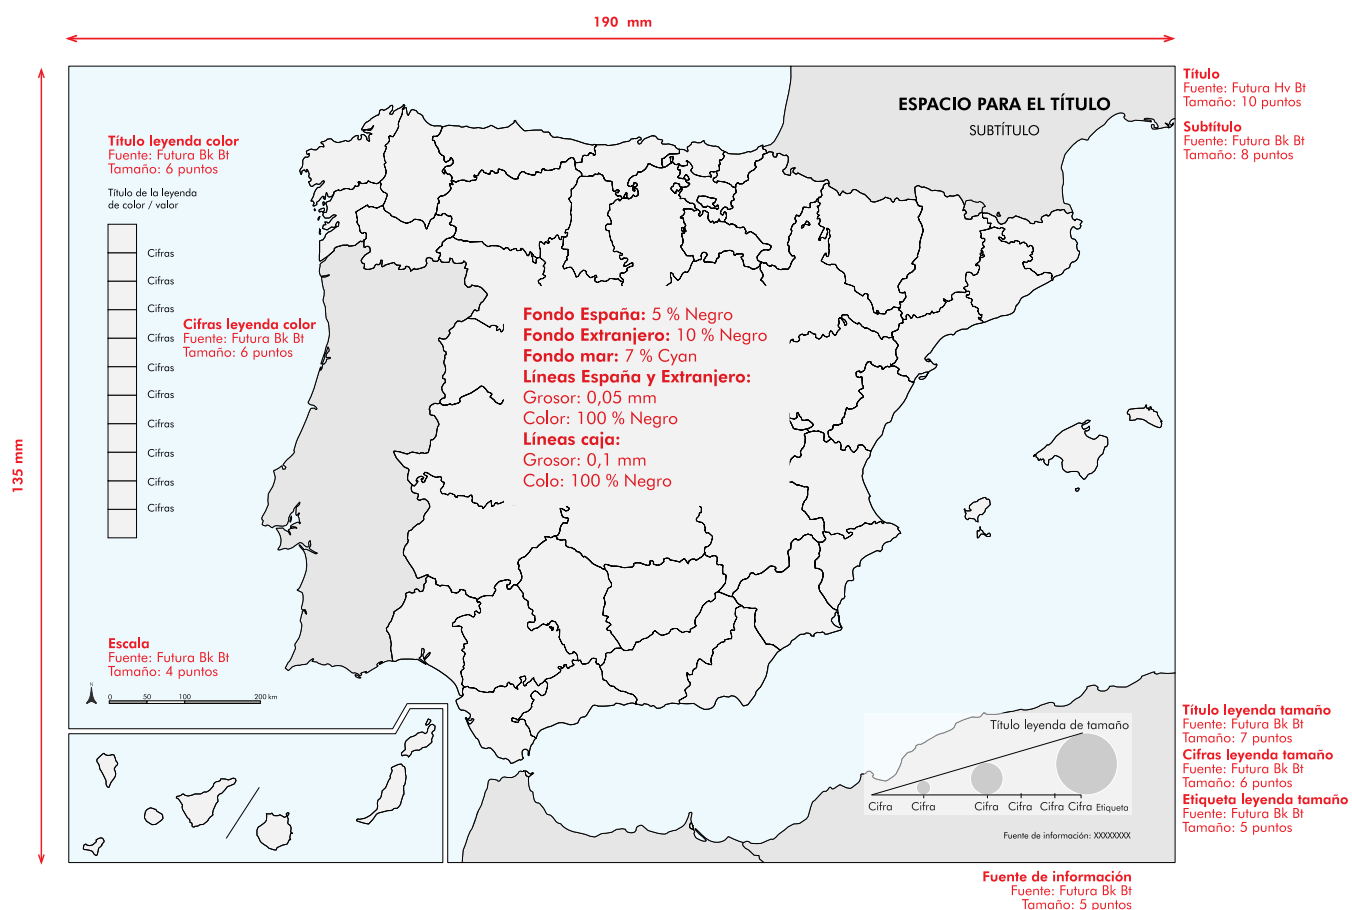 190 mm
135 mm
ESPACIO PARA EL TÍTULO
SUBTÍTULO
Título
Fuente: Futura Hv Bt
Tamaño: 10 puntos
Subtítulo
Fuente: Futura Bk Bt
Tamaño: 8 puntos
Título leyenda color
Fuente: Futura Bk Bt
Tamaño: 6 puntos
Título de la leyenda
de color / valor
Cifras
Cifras
Cifras
Cifras
Cifras
Cifras
Cifras
Cifras
Cifras
Cifras
Cifras leyenda color
Fuente: Futura Bk Bt
Tamaño: 6 puntos
Fondo España: 5 % Negro
Fondo Extranjero: 10 % Negro
Fondo mar: 7 % Cyan
Líneas España y Extranjero:
Grosor: 0,05 mm
Color: 100 % Negro
Líneas caja:
Grosor: 0,1 mm
Colo: 100 % Negro
Escala
Fuente: Futura Bk Bt
Tamaño: 4 puntos
N
0 50 100 200 km
Título leyenda de tamaño
Cifra Cifra Cifra Cifra Cifra Cifra Etiqueta
Fuente de información: XXXXXXXX
Título leyenda tamaño
Fuente: Futura Bk Bt
Tamaño: 7 puntos
Cifras leyenda tamaño
Fuente: Futura Bk Bt
Tamaño: 6 puntos
Etiqueta leyenda tamaño
Fuente: Futura Bk Bt
Tamaño: 5 puntos
Fuente de información
Fuente: Futura Bk Bt
Tamaño: 5 puntos